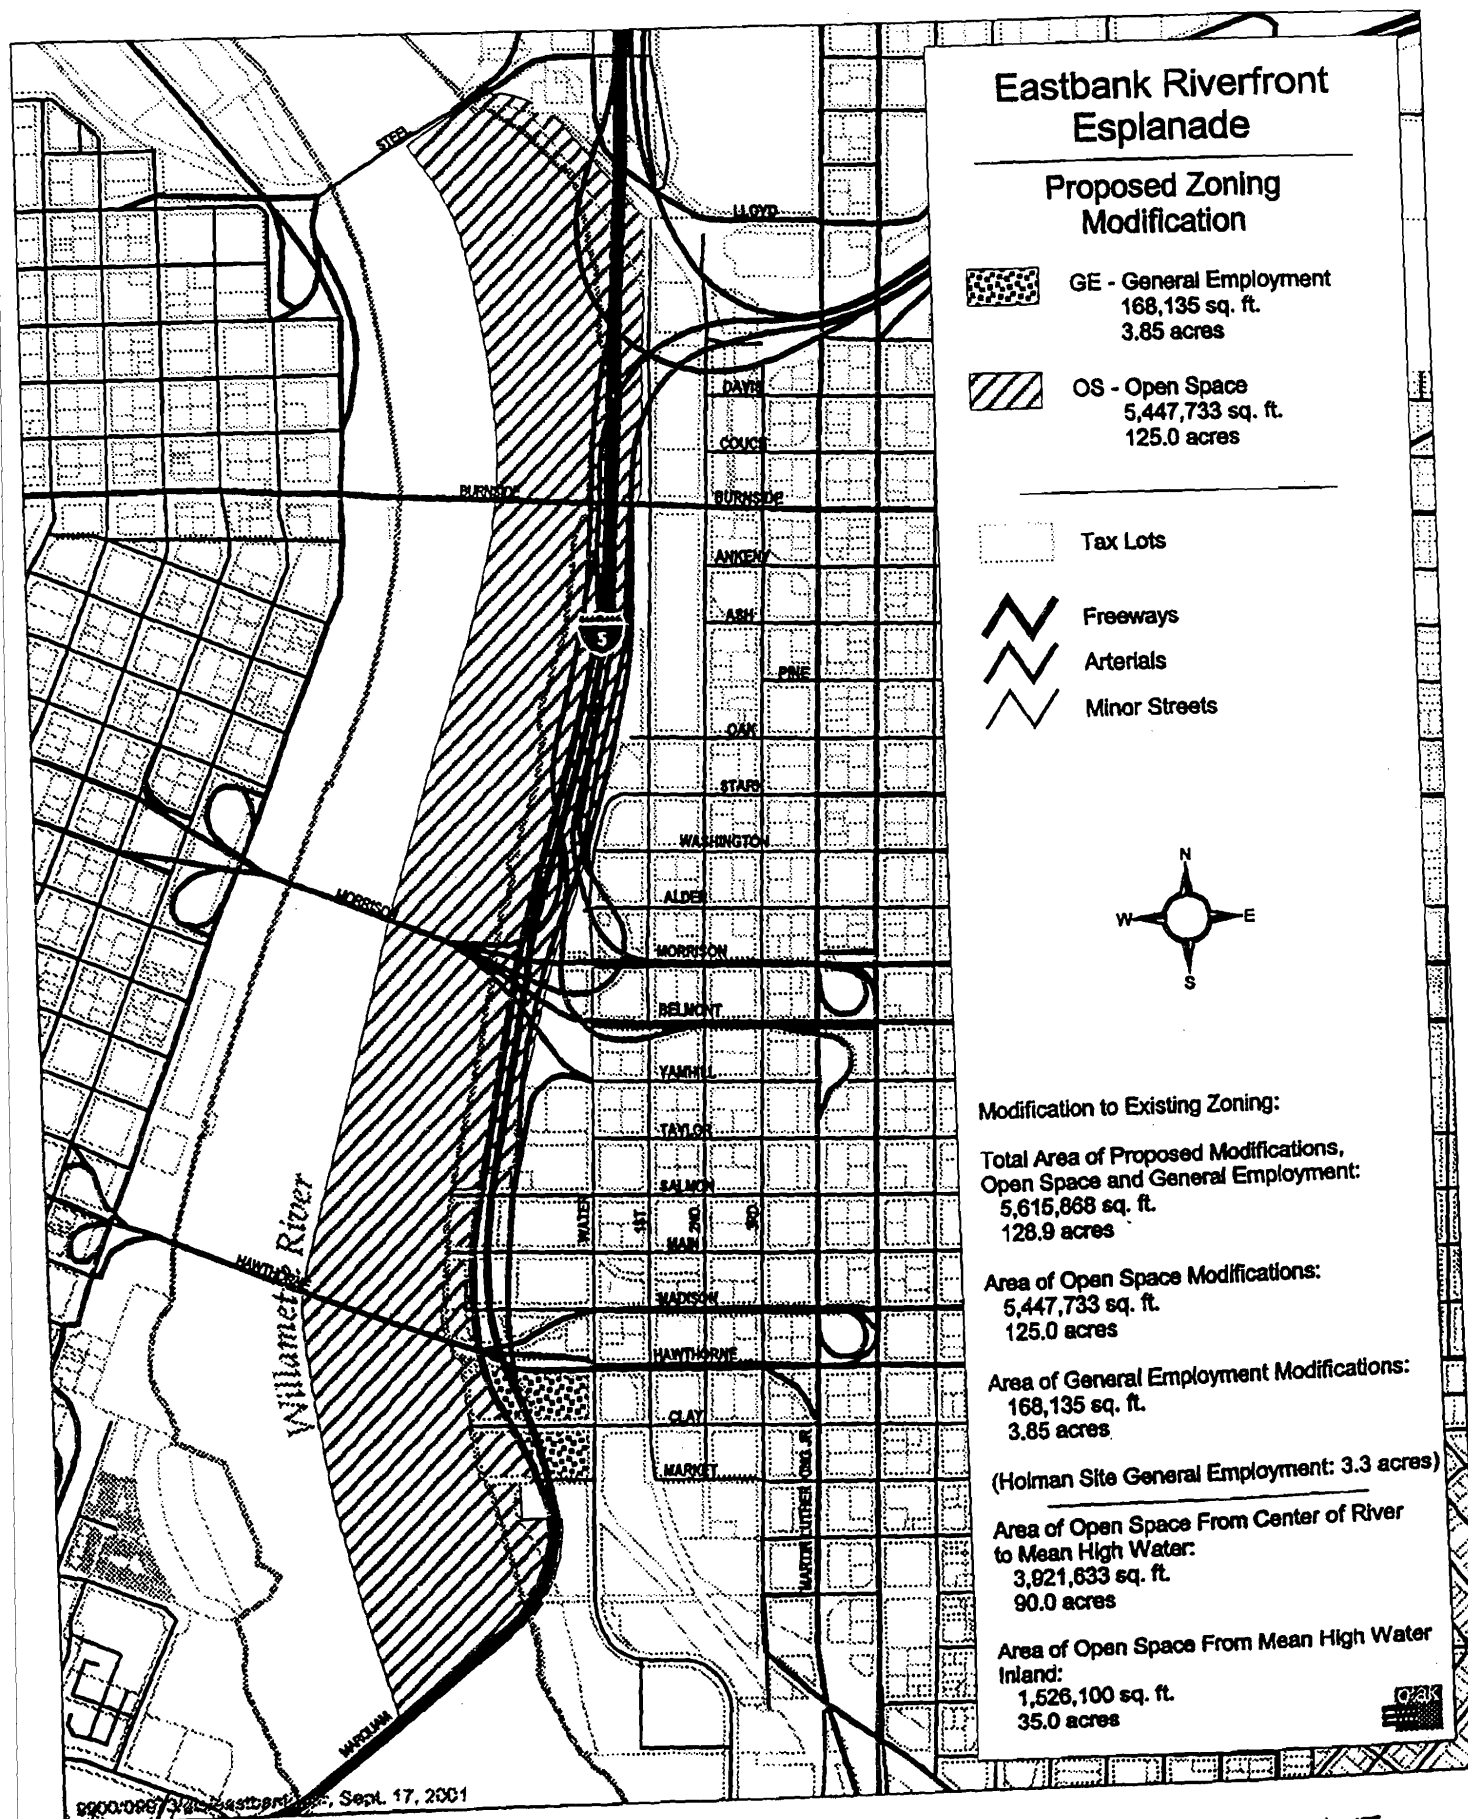 Eastbank Riverfront
Esplanade
Proposed Zoning
Modification
GE - General Employment
168,135 sq. ft.
3.85 acres
OS - Open Space
5,447,733 sq. ft.
125.0 acres
Tax Lots
Freeways
Arterials
Minor Streets
N
W
E
S
Modification to Existing Zoning:
Total Area of Proposed Modifications,
Open Space and General Employment:
5,615,868 sq. ft.
128.9 acres
Area of Open Space Modifications:
5,447,733 sq. ft.
125.0 acres
Area of General Employment Modifications:
168,135 sq. ft.
3.85 acres
(Holman Site General Employment: 3.3 acres)
Area of Open Space From Center of River
to Mean High Water:
3,921,633 sq. ft.
90.0 acres
Area of Open Space From Mean High Water
Inland:
1,526,100 sq. ft.
35.0 acres
STEEL
LLOYD
DAVIS
COUCH
BURNSIDE
BURNSIDE
ANKENY
ASH
5
PINE
OAK
STARK
WASHINGTON
ALDER
MORRISON
MORRISON
BELMONT
YAMHILL
TAYLOR
SALMON
WATER
1ST
2ND
3RD
MAIN
Willamette River
HAWTHORNE
MADISON
HAWTHORNE
CLAY
MARKET
MARTIN LUTHER KING JR
MARQUAM
Sept. 17, 2001